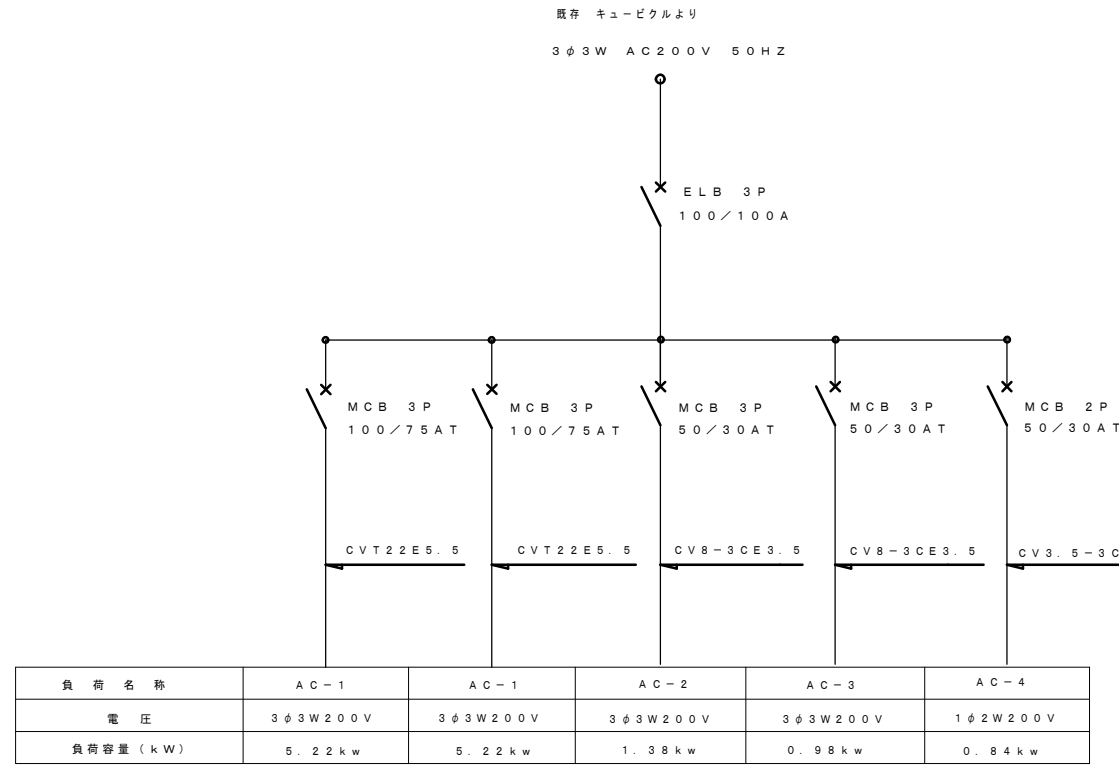 既存 キュービクルより
3φ3W AC200V 50HZ
ELB 3P
100/100A
MCB 3P
100/75AT
MCB 3P
100/75AT
MCB 3P
50/30AT
MCB 3P
50/30AT
MCB 2P
50/30AT
CVT22E5.5
CVT22E5.5
CV8-3CE3.5
CV8-3CE3.5
CV3.5-3C
負荷名称 AC-1 AC-1 AC-2 AC-3 AC-4
電圧 3φ3W200V 3φ3W200V 3φ3W200V 3φ3W200V 1φ2W200V
負荷容量(kW) 5.22kw 5.22kw 1.38kw 0.98kw 0.84kw